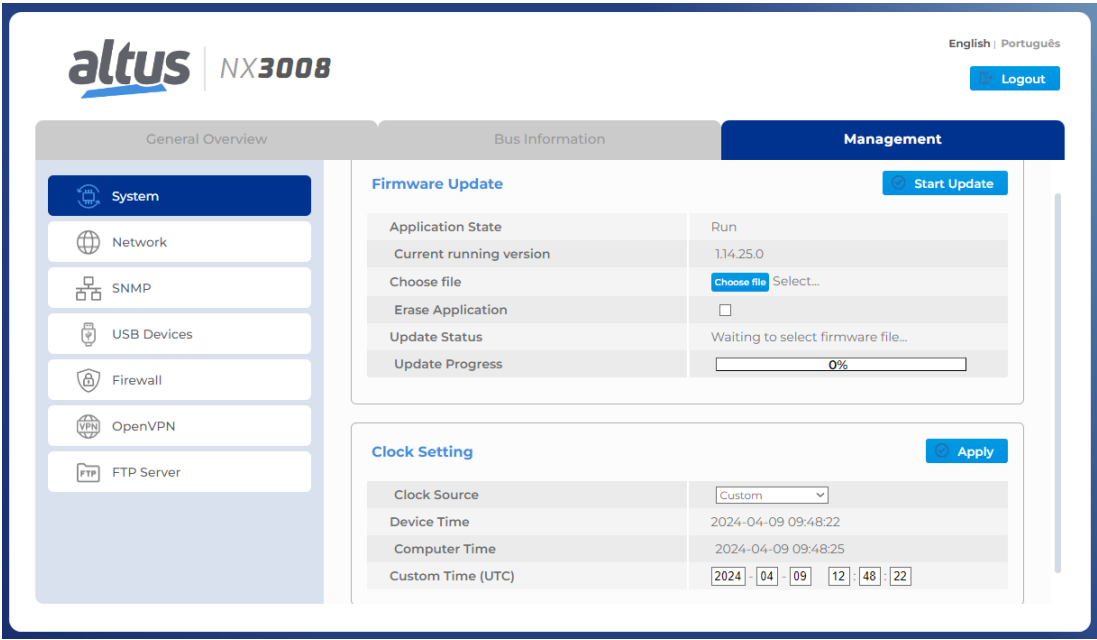 altus NX3008
English | Português
Logout
General Overview Bus Information Management
System
Network
SNMP
USB Devices
Firewall
VPN OpenVPN
FTP FTP Server
Firmware Update Start Update
Application State Run
Current running version 1.14.25.0
Choose file Choose file Select...
Erase Application
Update Status Waiting to select firmware file...
Update Progress 0%
Clock Setting Apply
Clock Source Custom
Device Time 2024-04-09 09:48:22
Computer Time 2024-04-09 09:48:25
Custom Time (UTC) 2024 - 04 - 09 12 : 48 : 22